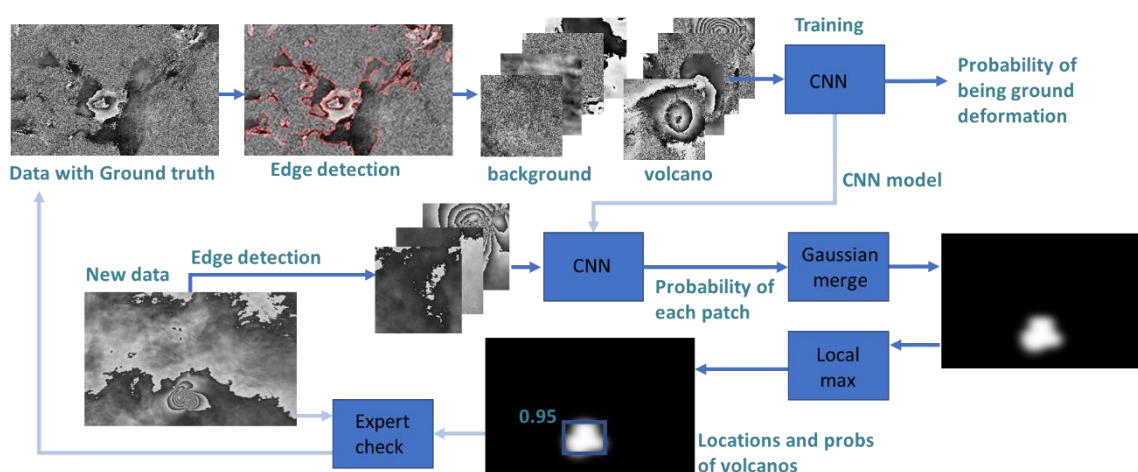 Training
CNN
Probability of
being ground
deformation
Data with Ground truth
Edge detection
background
volcano
CNN model
New data
Edge detection
CNN
Probability of
each patch
Gaussian
merge
Local
max
0.95
Locations and probs
of volcanos
Expert
check